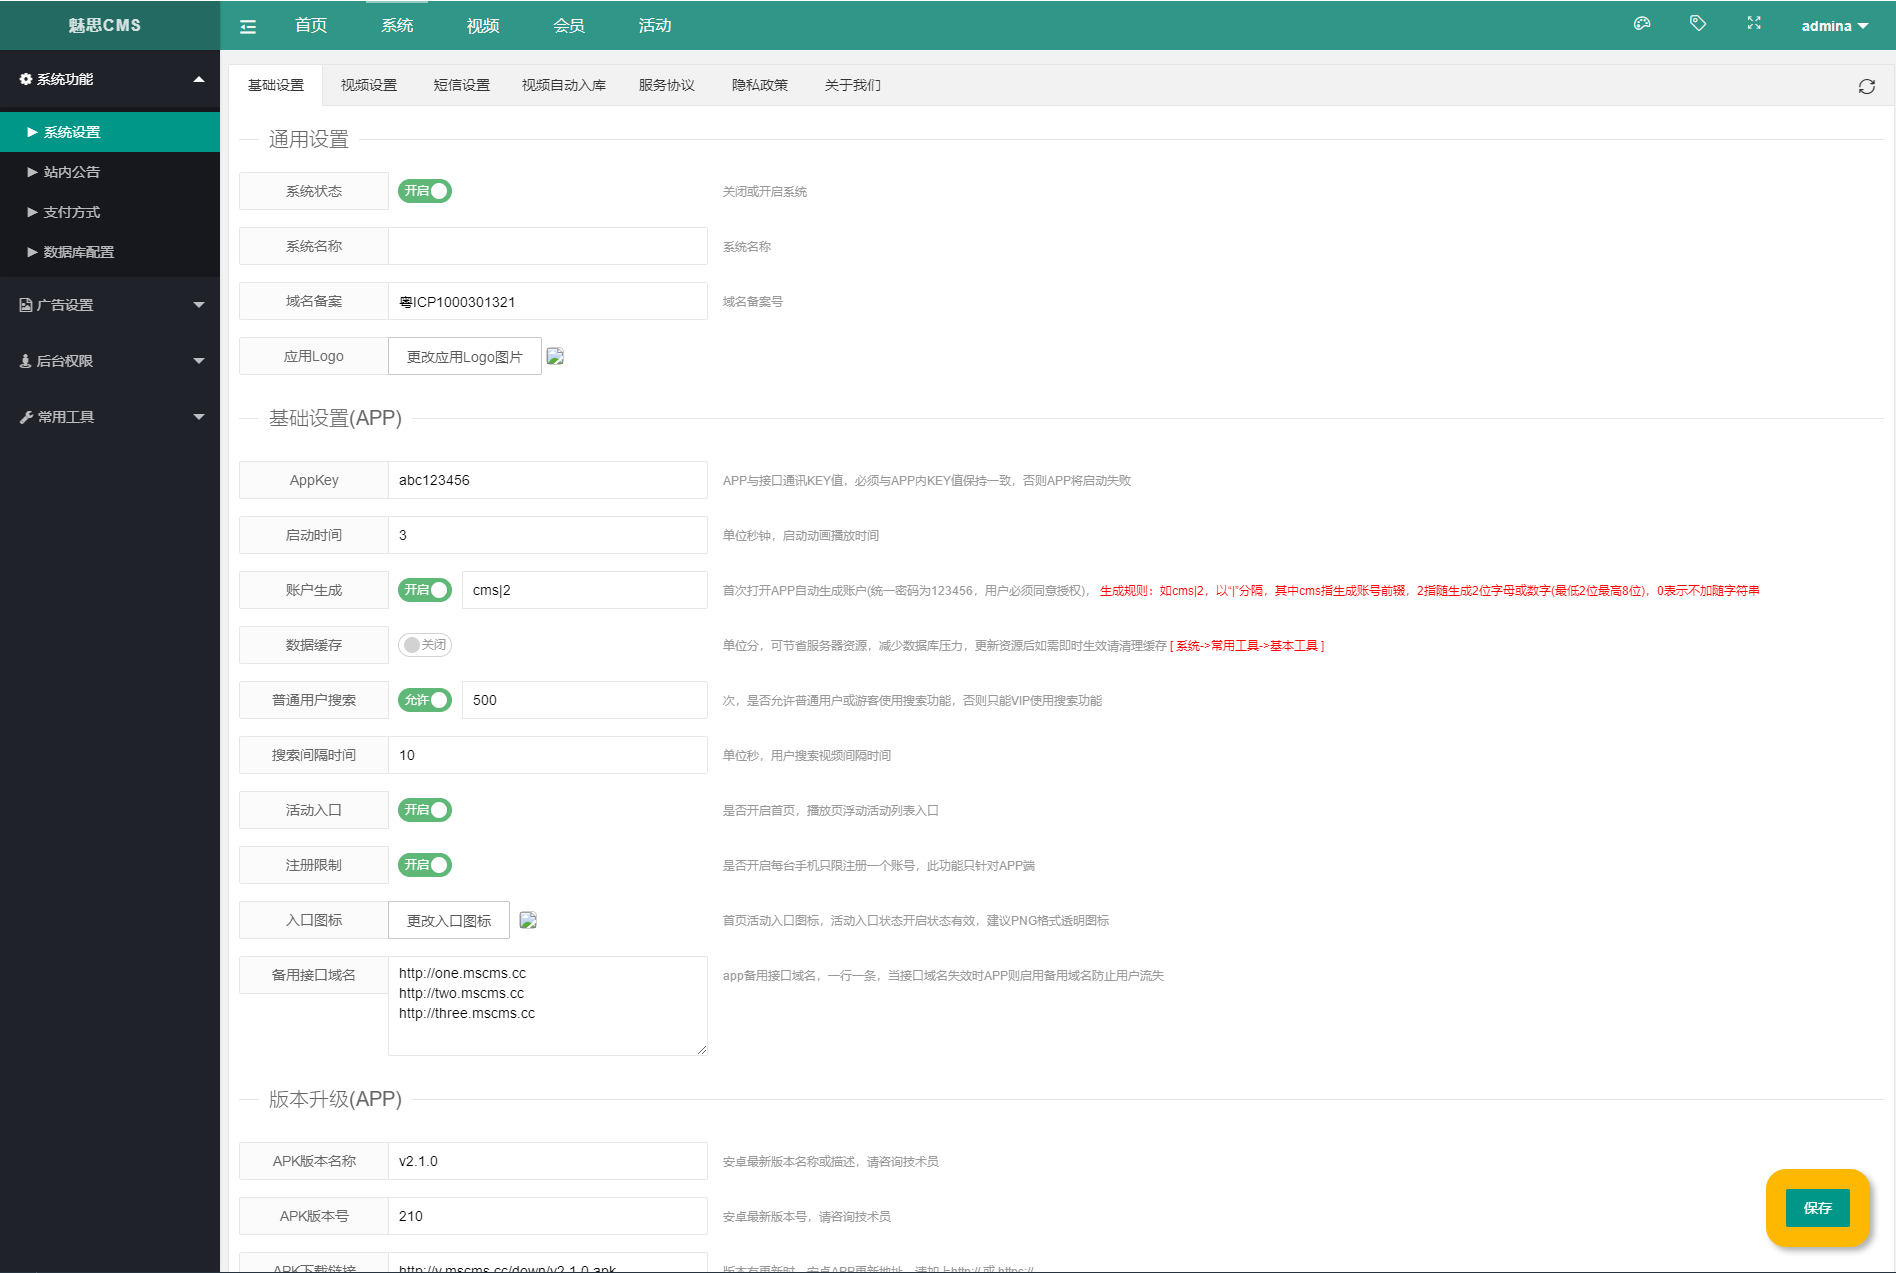 魅思CMS
首页 系统 视频 会员 活动
admina
系统功能
系统设置
站内公告
支付方式
数据库配置
广告设置
后台权限
常用工具
基础设置 视频设置 短信设置 视频自动入库 服务协议 隐私政策 关于我们
通用设置
系统状态 开启 关闭或开启系统
系统名称 系统名称
域名备案 粤ICP1000301321 域名备案号
应用Logo 更改应用Logo图片
基础设置(APP)
AppKey abc123456 APP与接口通讯KEY值，必须与APP内KEY值保持一致，否则APP将启动失败
启动时间 3 单位秒钟，启动动画播放时间
账户生成 开启 cms|2 首次打开APP自动生成账户(统一密码为123456，用户必须同意授权)， 生成规则：如cms|2，以“|”分隔，其中cms指生成账号前辍，2指随生成2位字母或数字(最低2位最高8位)，0表示不加随字符串
数据缓存 关闭 单位分，可节省服务器资源，减少数据库压力，更新资源后如需即时生效请清理缓存 [ 系统->常用工具->基本工具 ]
普通用户搜索 允许 500 次，是否允许普通用户或游客使用搜索功能，否则只能VIP使用搜索功能
搜索间隔时间 10 单位秒，用户搜索视频间隔时间
活动入口 开启 是否开启首页，播放页浮动活动列表入口
注册限制 开启 是否开启每台手机只限注册一个账号，此功能只针对APP端
入口图标 更改入口图标 首页活动入口图标，活动入口状态开启状态有效，建议PNG格式透明图标
备用接口域名 http://one.mscms.cc app备用接口域名，一行一条，当接口域名失效时APP则启用备用域名防止用户流失
http://two.mscms.cc
http://three.mscms.cc
版本升级(APP)
APK版本名称 v2.1.0 安卓最新版本名称或描述，请咨询技术员
APK版本号 210 安卓最新版本号，请咨询技术员
保存
APK下载链接 http://v.mscms.cc/down/v2.1.0.apk 版本有更新时，安卓APP更新地址，请加上http:// 或 https://